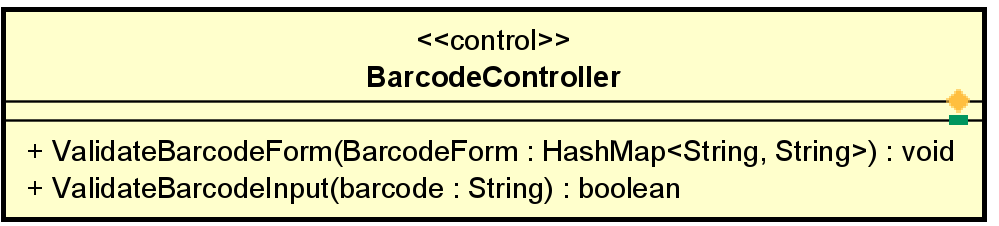 <<control>>
BarcodeController
+ ValidateBarcodeForm(BarcodeForm : HashMap<String, String>) : void
+ ValidateBarcodeInput(barcode : String) : boolean